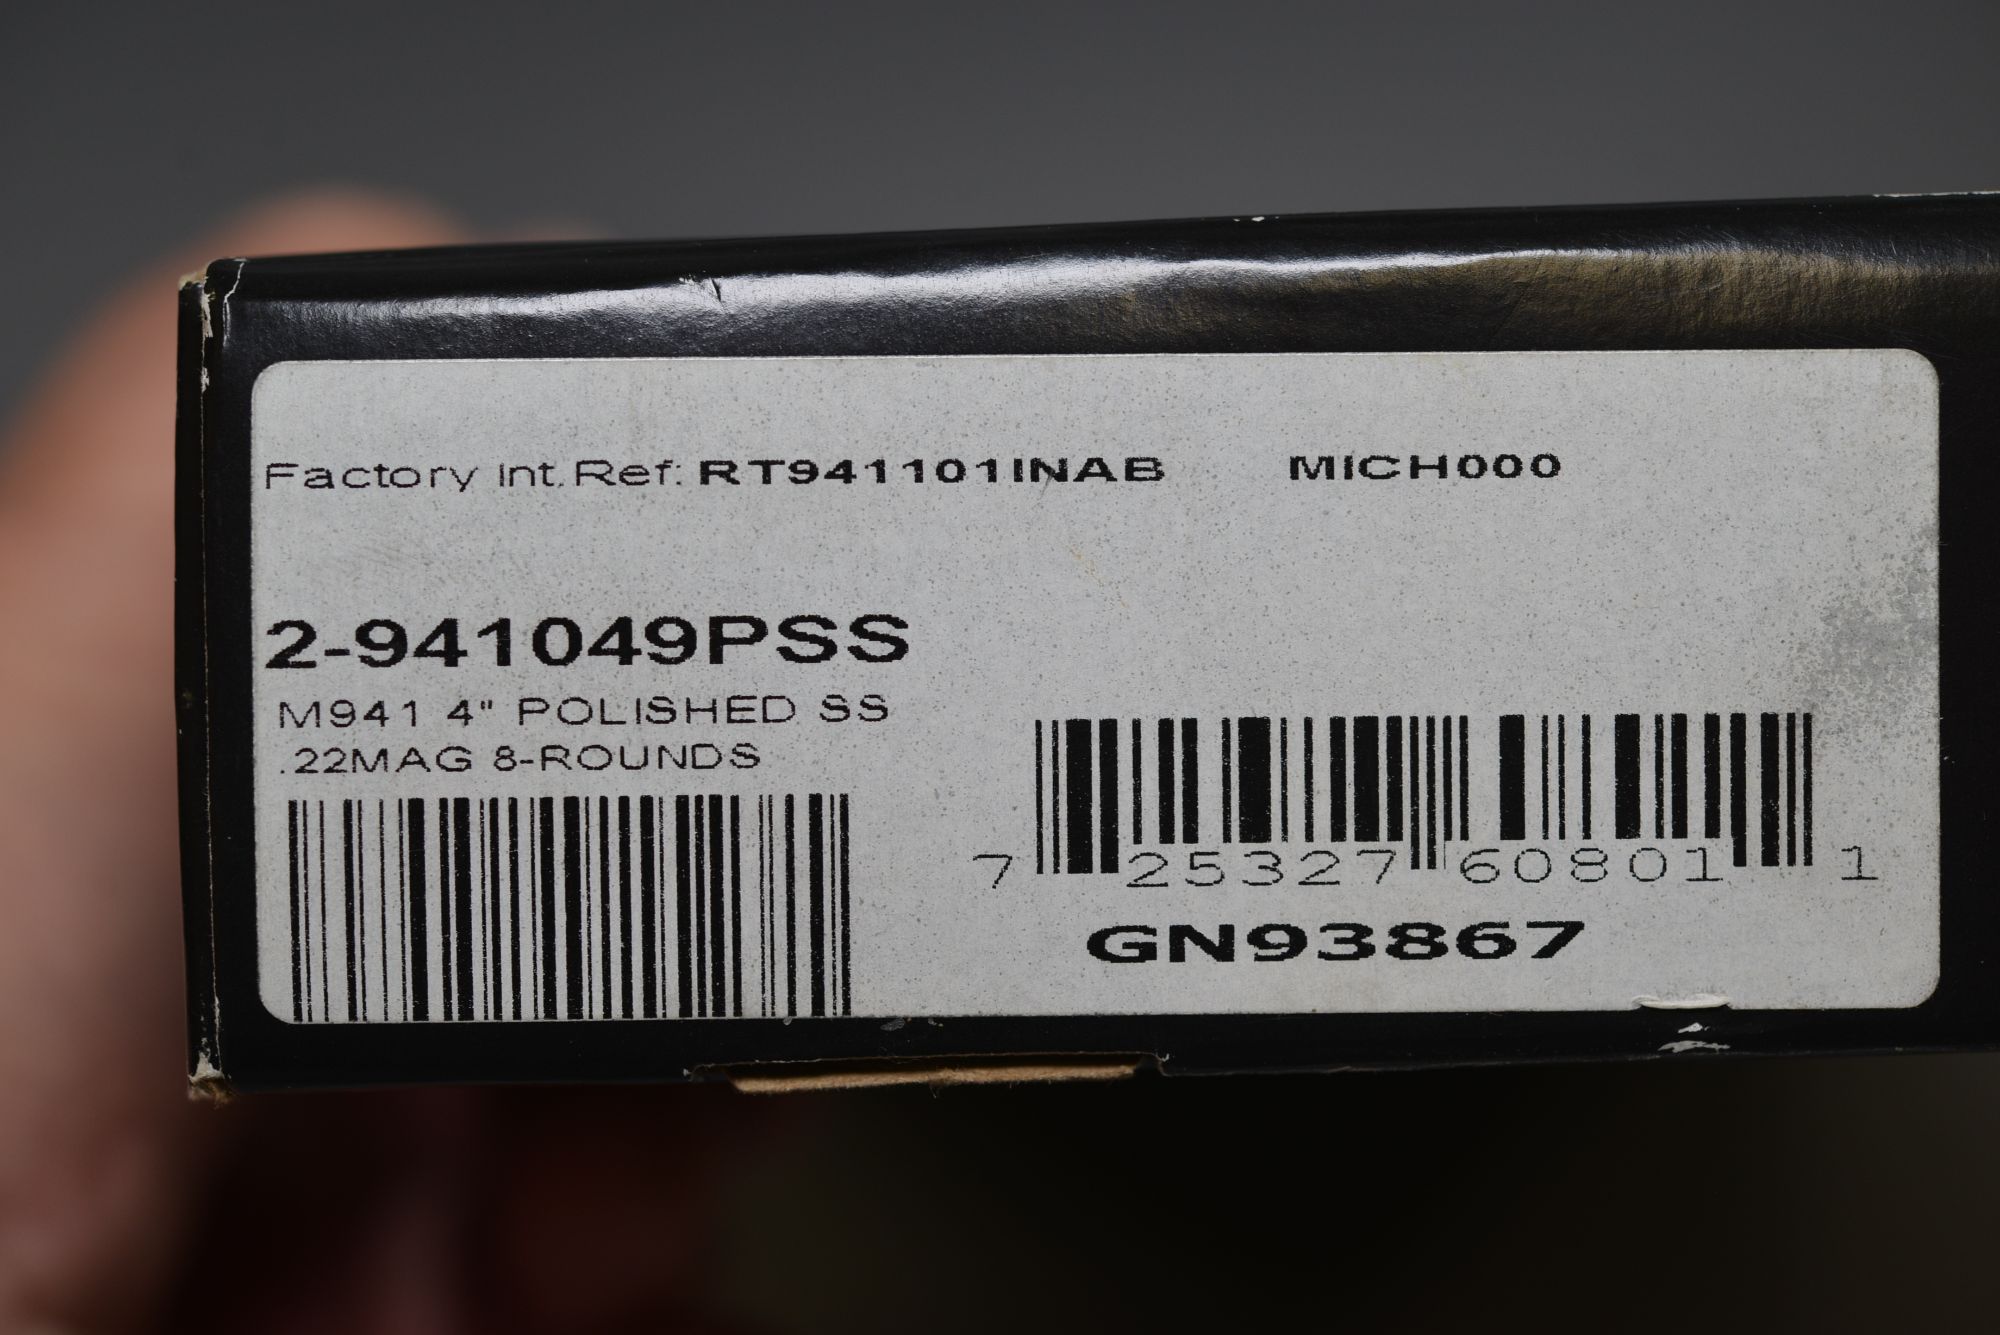 Factory Int. Ref: RT941101INAB MICH000
2-941049PSS
M941 4" POLISHED SS
.22MAG 8-ROUNDS
7 25327 60801 1
GN93867